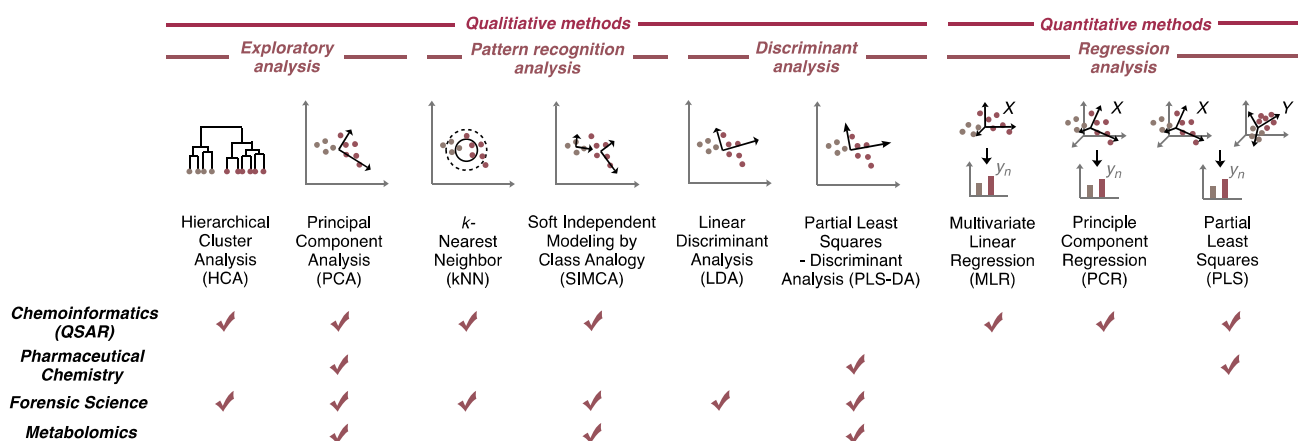 Qualitiative methods
Quantitative methods
Exploratory
analysis
Pattern recognition
analysis
Discriminant
analysis
Regression
analysis
X
X
X
Y
yn
yn
yn
Hierarchical
Cluster
Analysis
(HCA)
Principal
Component
Analysis
(PCA)
k-
Nearest
Neighbor
(kNN)
Soft Independent
Modeling by
Class Analogy
(SIMCA)
Linear
Discriminant
Analysis
(LDA)
Partial Least
Squares
- Discriminant
Analysis (PLS-DA)
Multivariate
Linear
Regression
(MLR)
Principle
Component
Regression
(PCR)
Partial
Least
Squares
(PLS)
Chemoinformatics
(QSAR)
Pharmaceutical
Chemistry
Forensic Science
Metabolomics